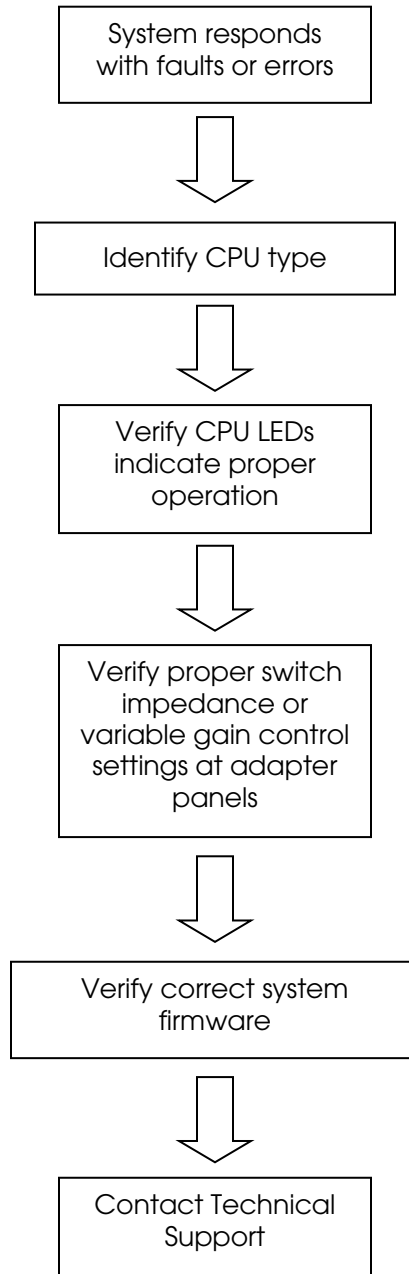 System responds
with faults or errors
Identify CPU type
Verify CPU LEDs
indicate proper
operation
Verify proper switch
impedance or
variable gain control
settings at adapter
panels
Verify correct system
firmware
Contact Technical
Support